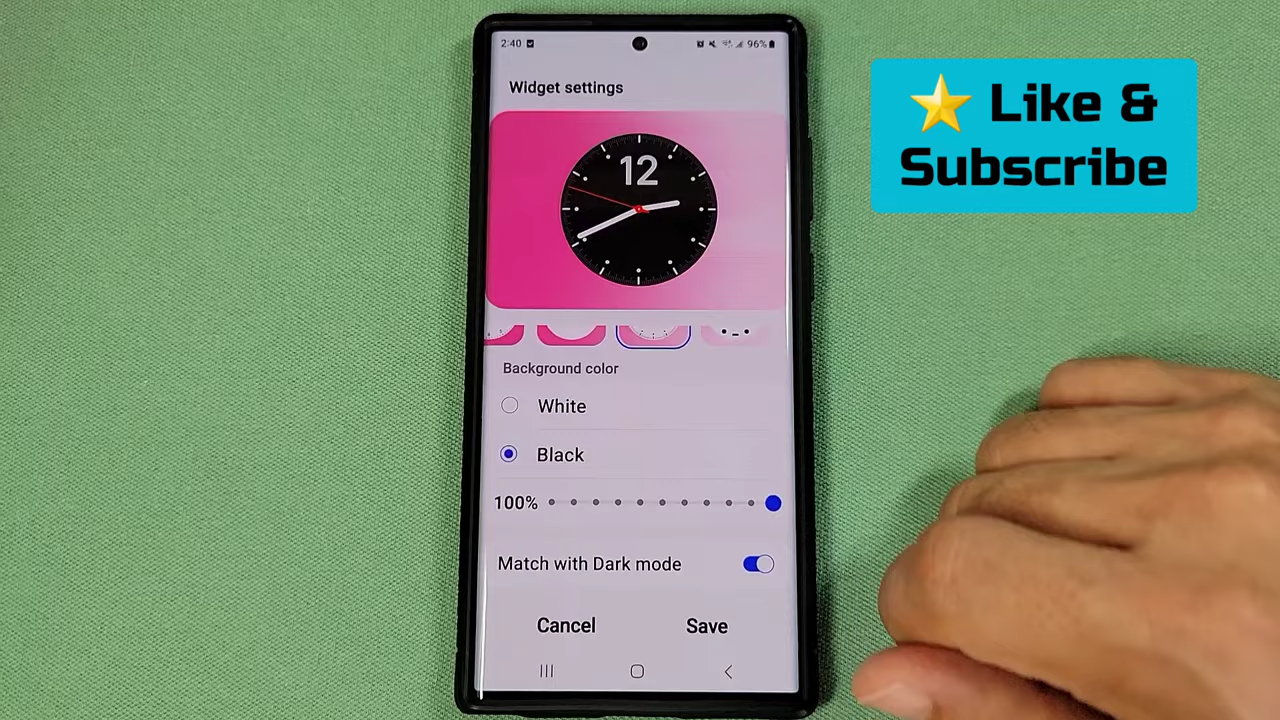 2:40
96%
Widget settings
12
Background color
White
Black
100%
Match with Dark mode
Cancel
Save
⭐ Like &
Subscribe